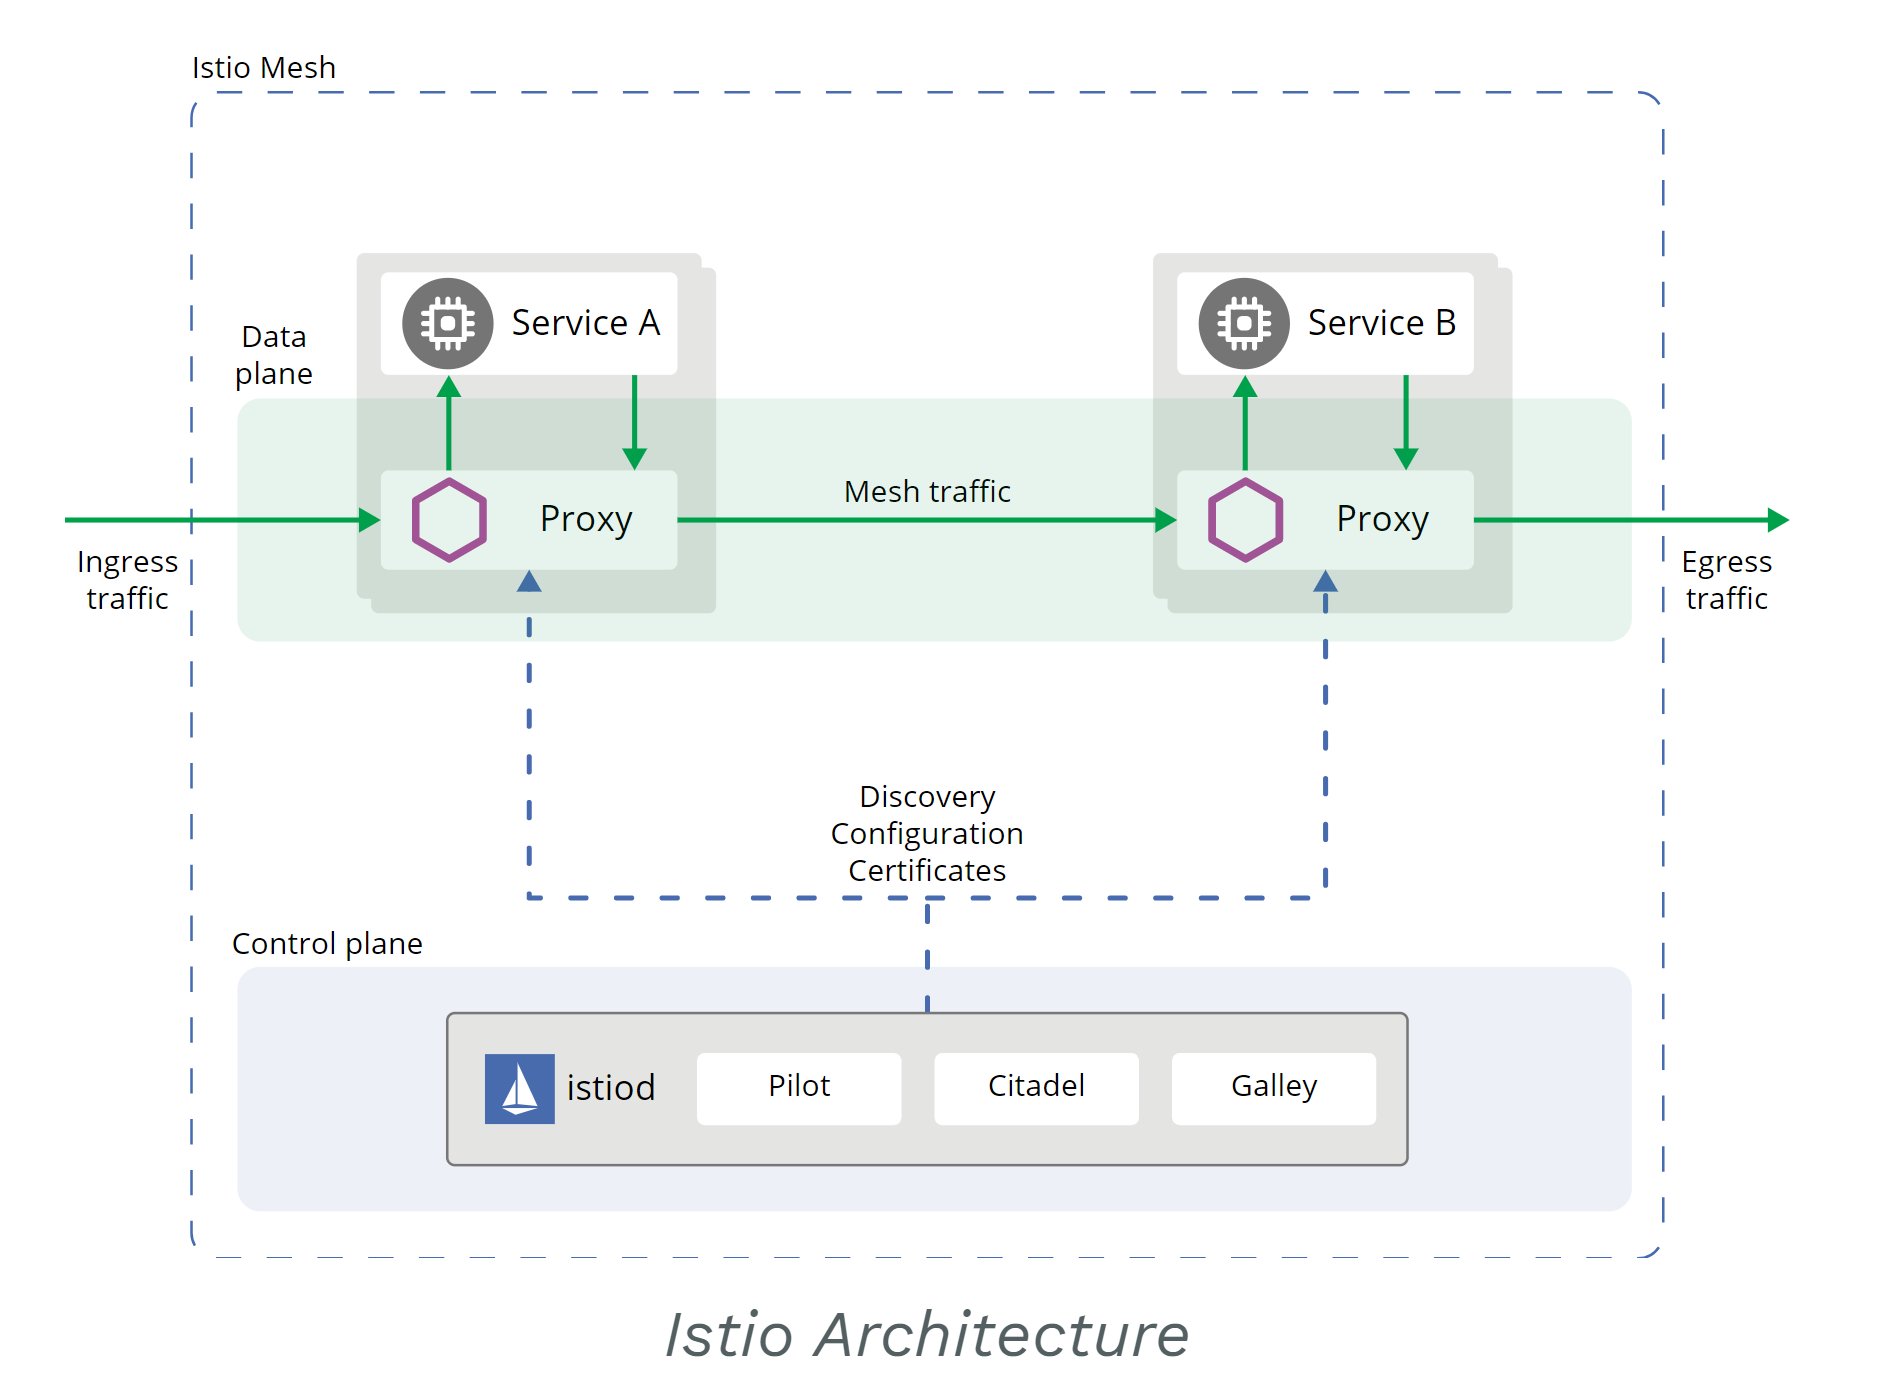 Istio Mesh
Service A
Service B
Data
plane
Mesh traffic
Proxy
Proxy
Ingress
traffic
Egress
traffic
Discovery
Configuration
Certificates
Control plane
istiod
Pilot
Citadel
Galley
Istio Architecture